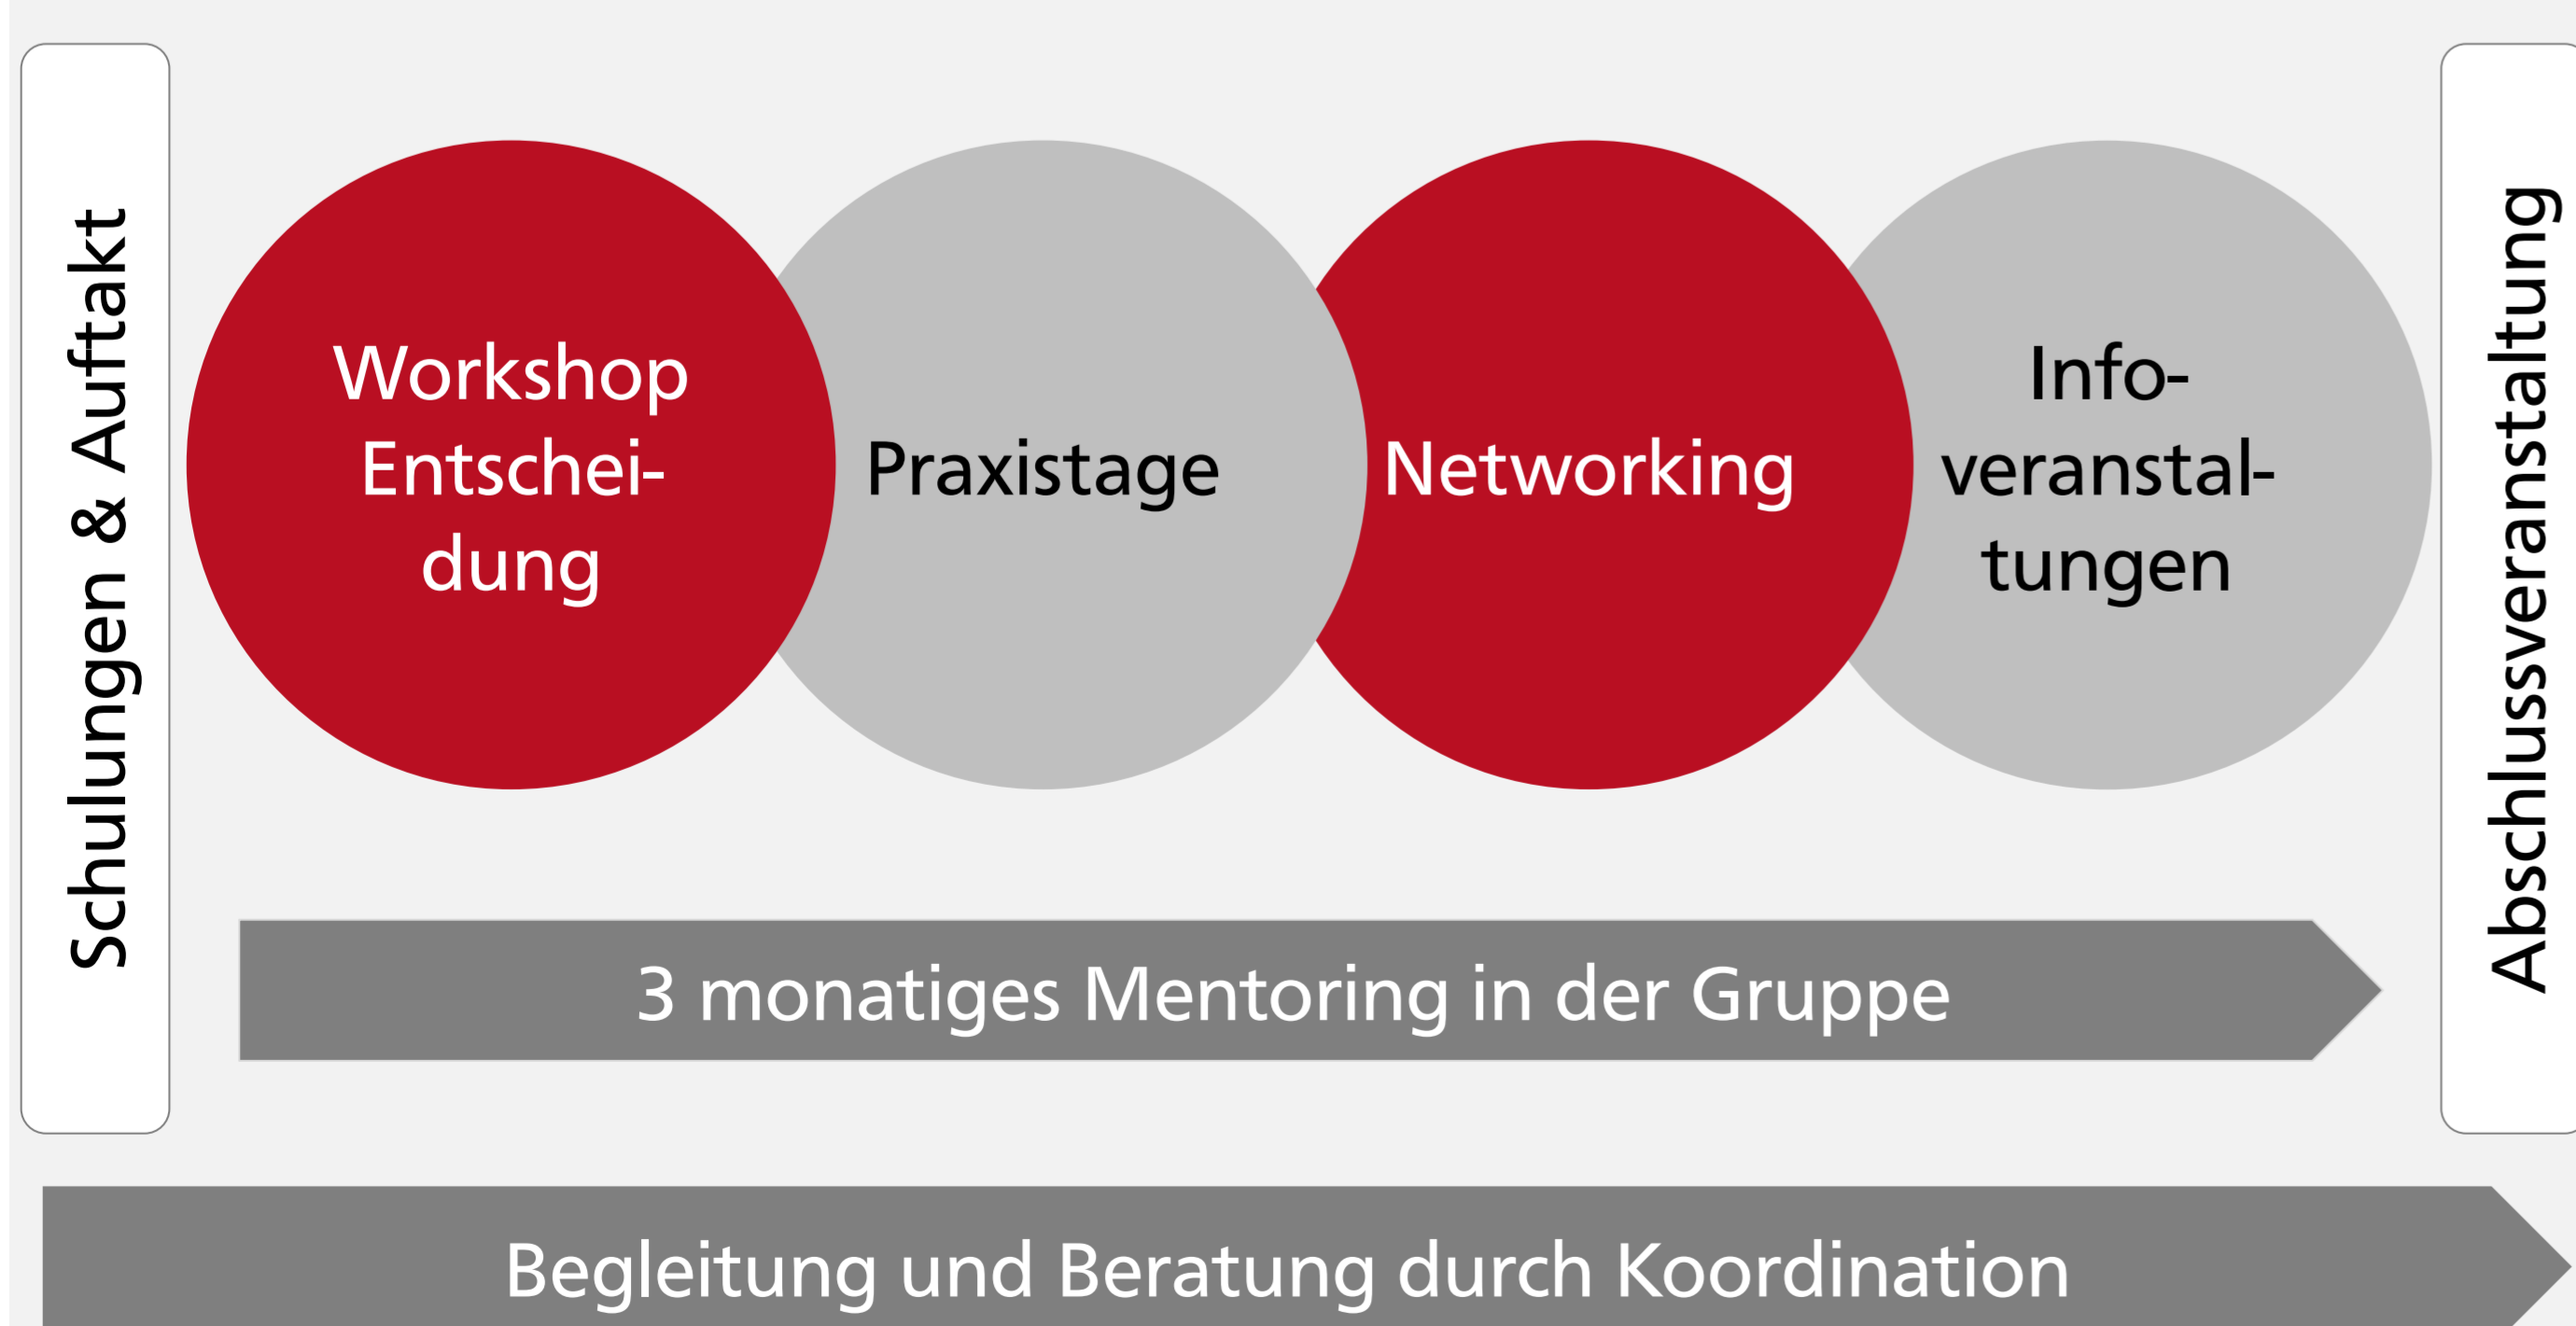 Schulungen & Auftakt
Workshop
Entschei-
dung
Praxistage
Networking
Info-
veranstal-
tungen
Abschlussveranstaltung
3 monatiges Mentoring in der Gruppe
Begleitung und Beratung durch Koordination